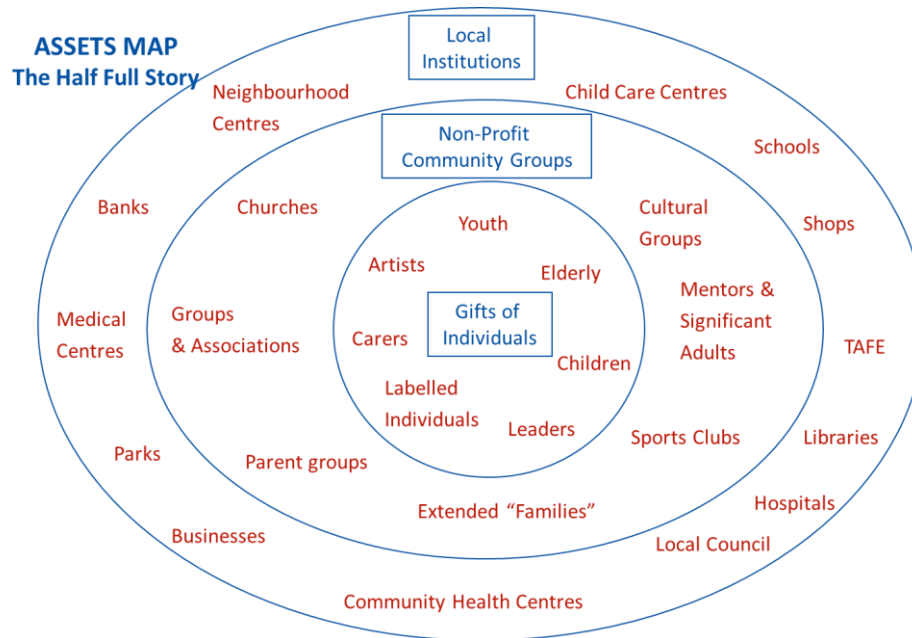 ASSETS MAP
The Half Full Story
Local
Institutions
Neighbourhood
Centres
Child Care Centres
Schools
Banks
Shops
Medical
Centres
TAFE
Parks
Libraries
Businesses
Hospitals
Local Council
Community Health Centres
Non-Profit
Community Groups
Churches
Cultural
Groups
Groups
& Associations
Mentors &
Significant
Adults
Parent groups
Sports Clubs
Extended “Families”
Youth
Artists
Elderly
Gifts of
Individuals
Carers
Children
Labelled
Individuals
Leaders